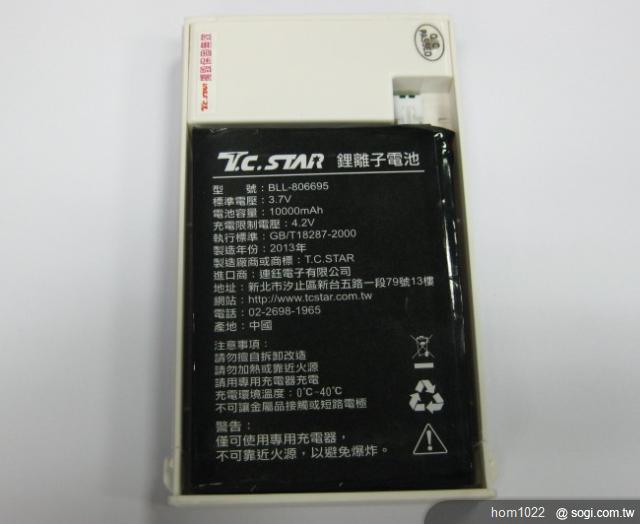 Q.C
PASSED
T.C.STAR 鋰離子電池
型　　號：BLL-806695
標準電壓：3.7V
電池容量：10000mAh
充電限制電壓：4.2V
執行標準：GB/T18287-2000
製造年份：2013年
製造廠商或商標：T.C.STAR
進口商：連鈺電子有限公司
地址：新北市汐止區新台五路一段79號13樓
網站：http://www.tcstar.com.tw
電話：02-2698-1965
產地：中國
注意事項：
請勿擅自拆卸改造
請勿加熱或靠近火源
請用專用充電器充電
充電環境溫度：0℃-40℃
不可讓金屬品接觸或短路電極
警告：
僅可使用專用充電器，
不可靠近火源，以避免爆炸。
hom1022 @ sogi.com.tw